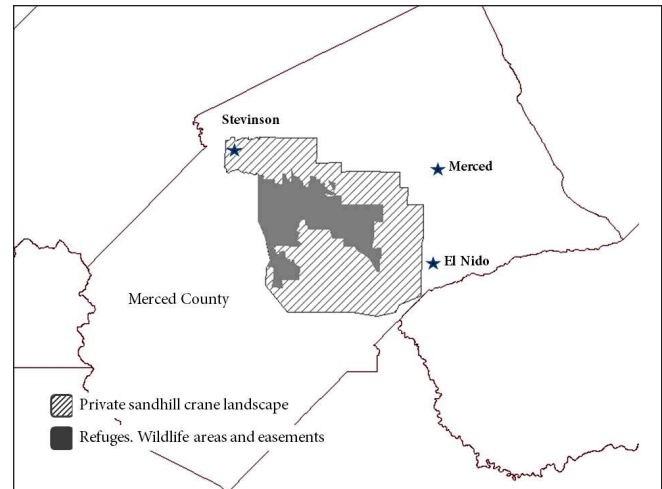 Stevinson
Merced
El Nido
Merced County
Private sandhill crane landscape
Refuges. Wildlife areas and easements